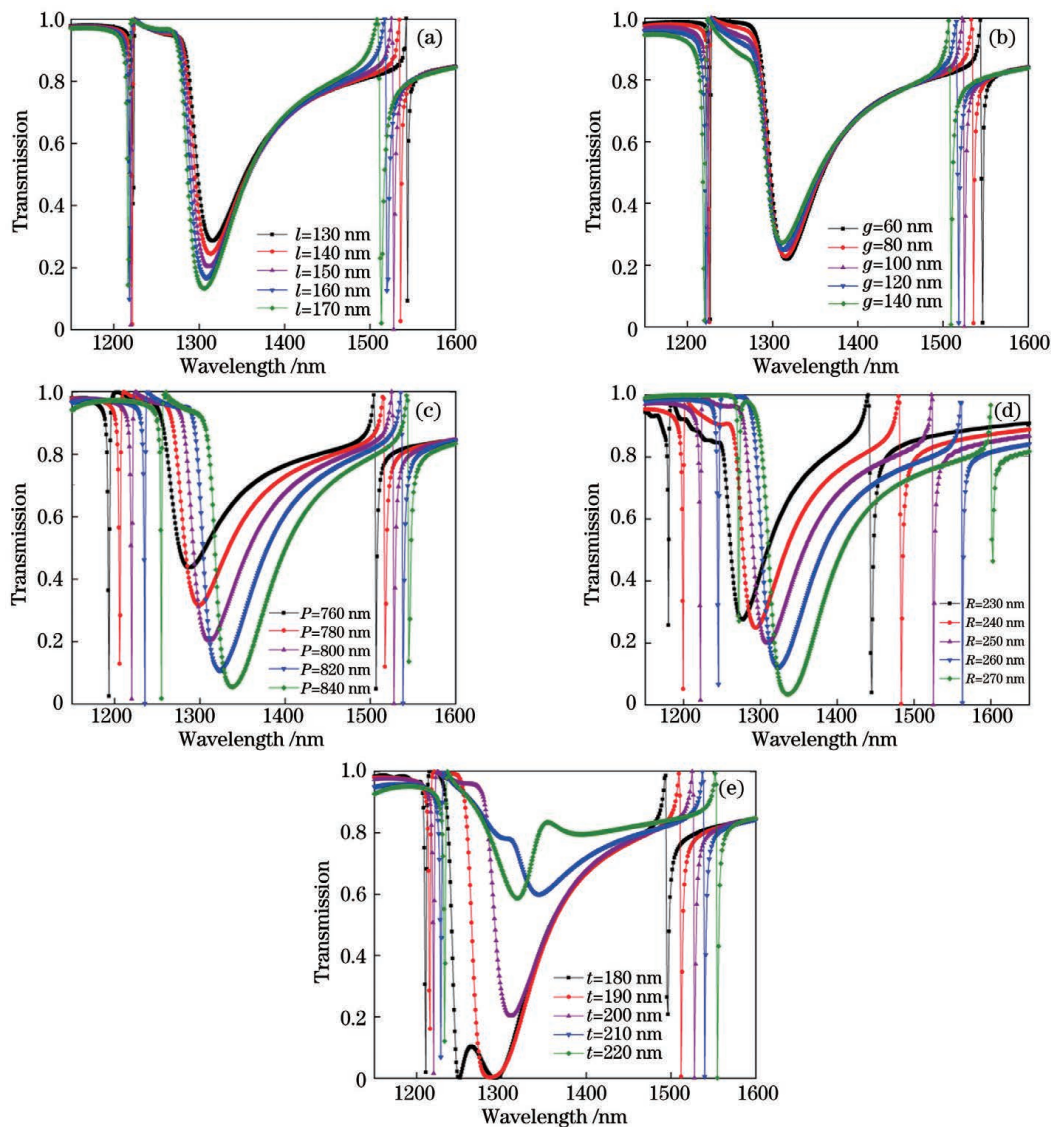 1.0
0.8
0.6
0.4
0.2
0
Transmission
(a)
l=130 nm
l=140 nm
l=150 nm
l=160 nm
l=170 nm
1200 1300 1400 1500 1600
Wavelength /nm
1.0
0.8
0.6
0.4
0.2
0
Transmission
(b)
g=60 nm
g=80 nm
g=100 nm
g=120 nm
g=140 nm
1200 1300 1400 1500 1600
Wavelength /nm
1.0
0.8
0.6
0.4
0.2
0
Transmission
(c)
P=760 nm
P=780 nm
P=800 nm
P=820 nm
P=840 nm
1200 1300 1400 1500 1600
Wavelength /nm
1.0
0.8
0.6
0.4
0.2
0
Transmission
(d)
R=230 nm
R=240 nm
R=250 nm
R=260 nm
R=270 nm
1200 1300 1400 1500 1600
Wavelength /nm
1.0
0.8
0.6
0.4
0.2
0
Transmission
(e)
t=180 nm
t=190 nm
t=200 nm
t=210 nm
t=220 nm
1200 1300 1400 1500 1600
Wavelength /nm